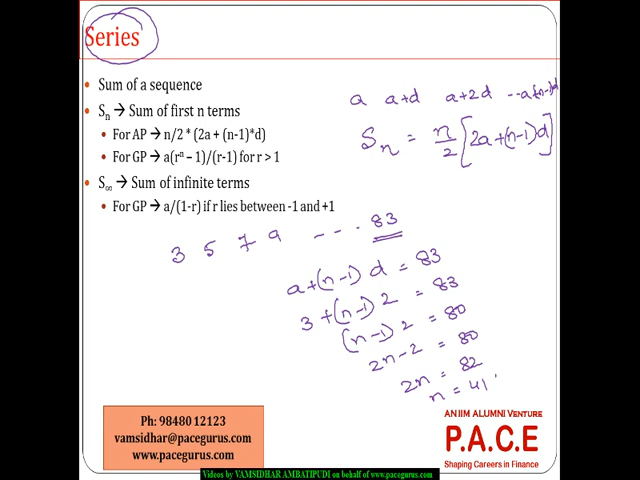 Series
• Sum of a sequence
• Sn → Sum of first n terms
• For AP → n/2 * (2a + (n-1)*d)
• For GP → a(rⁿ – 1)/(r-1) for r > 1
• S∞ → Sum of infinite terms
• For GP → a/(1-r) if r lies between -1 and +1
a a+d a+2d --- a+(n-1)d
Sn = n/2 [2a+(n-1)d]
3 5 7 9 --- 83
a+(n-1) d = 83
3+(n-1) 2 = 83
(n-1) 2 = 80
2n-2 = 80
2n = 82
n = 41
Ph: 98480 12123
vamsidhar@pacegurus.com
www.pacegurus.com
AN IIM ALUMNI VENTURE
P.A.C.E
Shaping Careers in Finance
Videos by VAMSIDHAR AMBATIPUDI on behalf of www.pacegurus.com